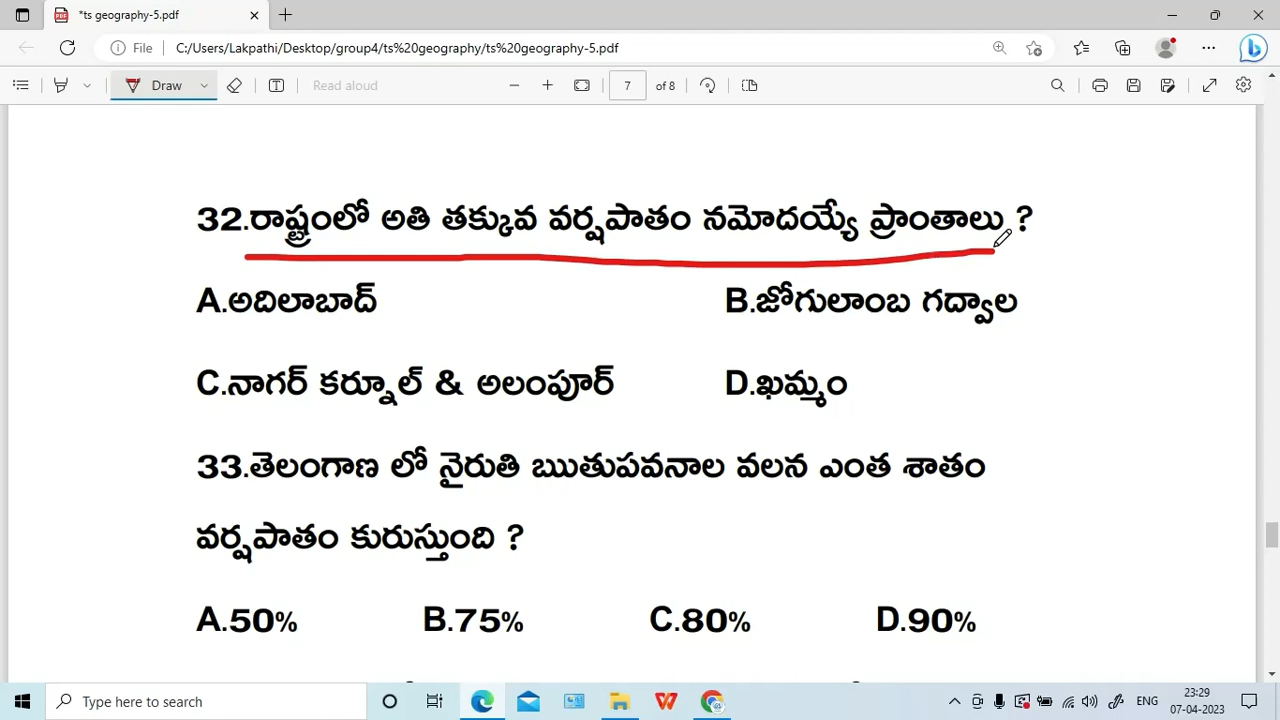 *ts geography-5.pdf
File C:/Users/Lakpathi/Desktop/group4/ts%20geography/ts%20geography-5.pdf
Draw Read aloud 7 of 8
32.రాష్ట్రంలో అతి తక్కువ వర్షపాతం నమోదయ్యే ప్రాంతాలు ?
A.అదిలాబాద్ B.జోగులాంబ గద్వాల
C.నాగర్ కర్నూల్ & అలంపూర్ D.ఖమ్మం
33.తెలంగాణ లో నైరుతి ఋతుపవనాల వలన ఎంత శాతం
వర్షపాతం కురుస్తుంది ?
A.50% B.75% C.80% D.90%
Type here to search ENG 23:29
07-04-2023